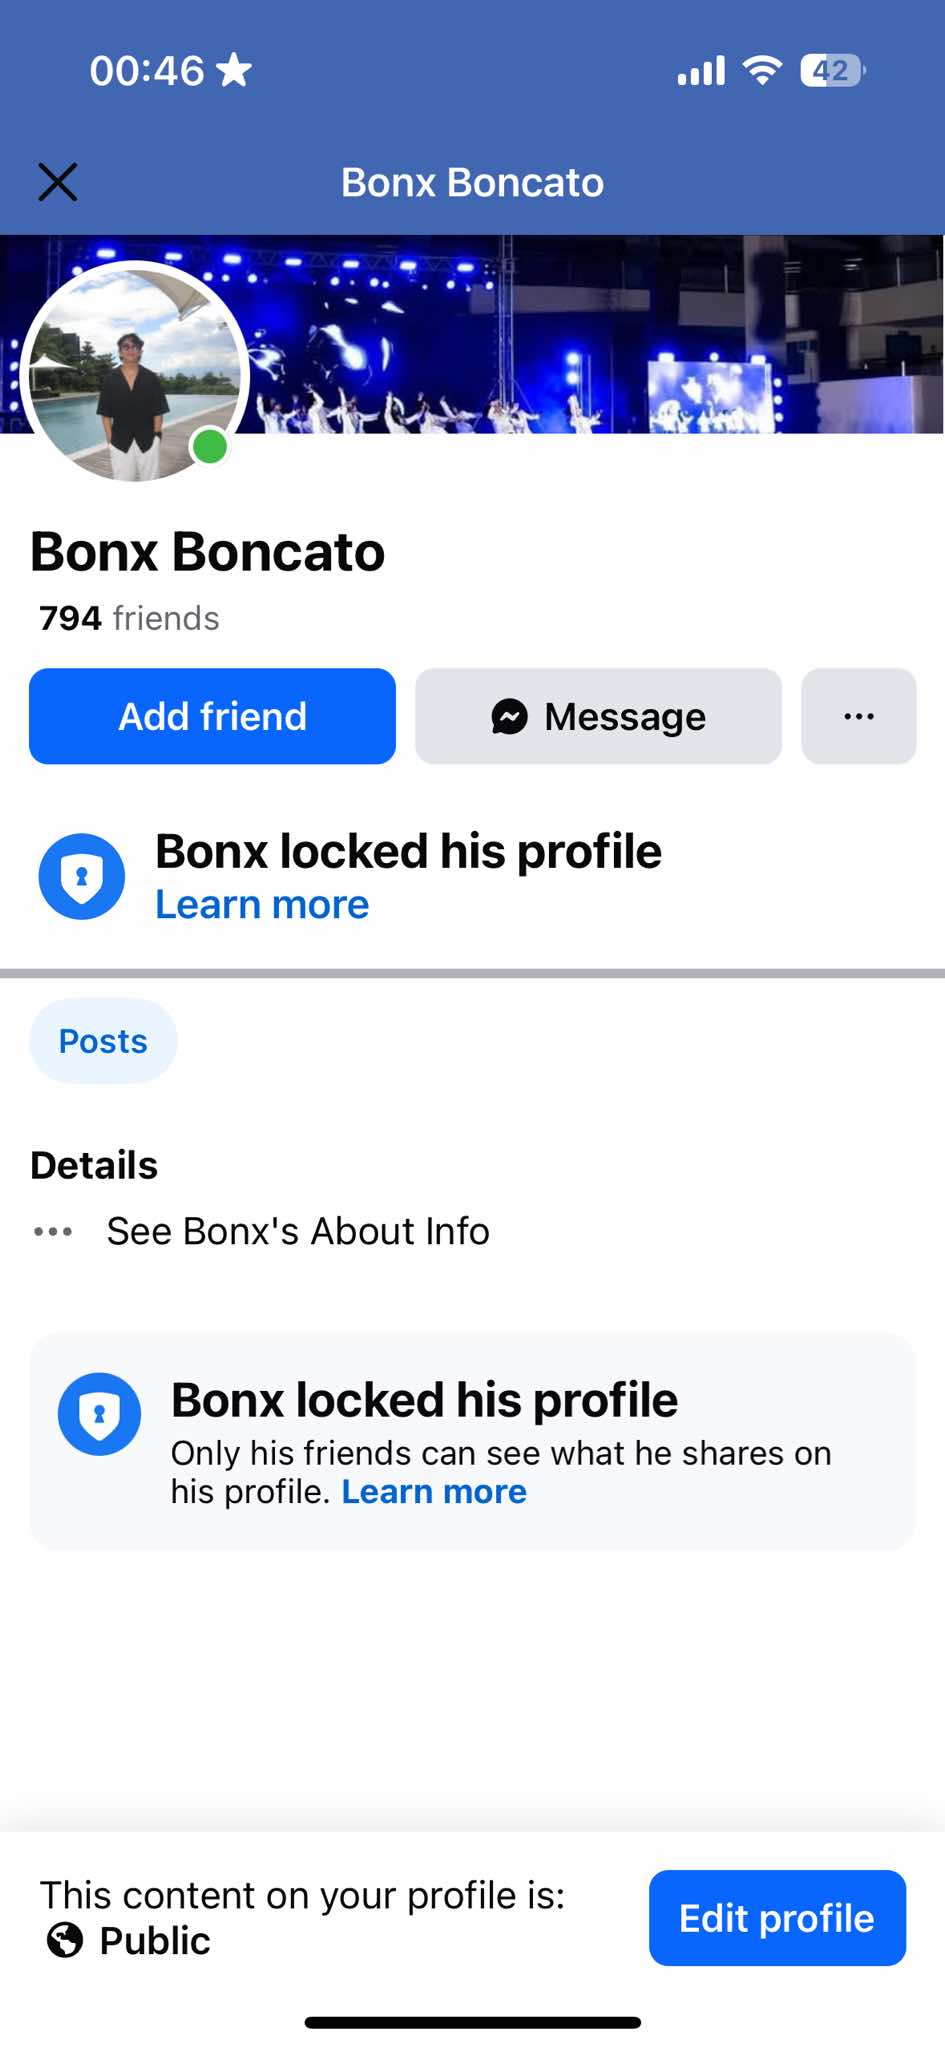 00:46
42
Bonx Boncato
Bonx Boncato
794 friends
Add friend
Message
Bonx locked his profile
Learn more
Posts
Details
See Bonx's About Info
Bonx locked his profile
Only his friends can see what he shares on
his profile. Learn more
This content on your profile is:
Public
Edit profile